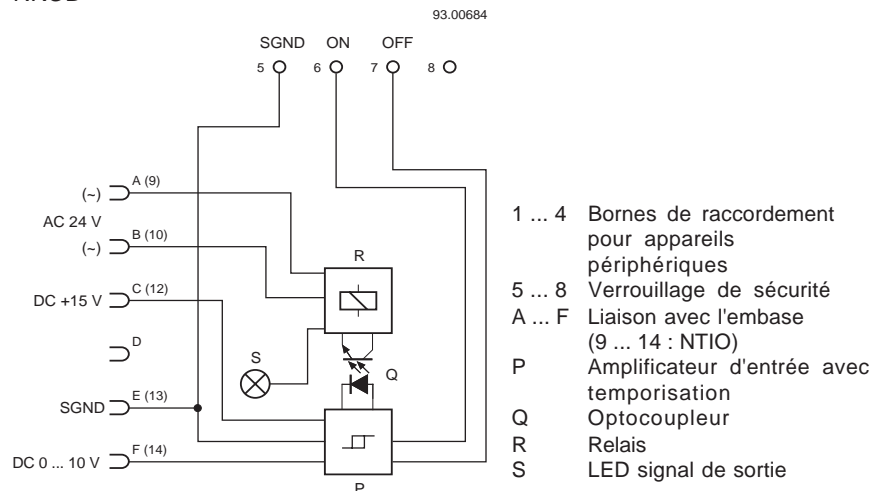 93.00684
SGND ON OFF
5 6 7 8
A (9)
(~)
AC 24 V
B (10)
(~)
R
C (12)
DC +15 V
D
S
Q
E (13)
SGND
F (14)
DC 0 ... 10 V
P
1 ... 4 Bornes de raccordement
pour appareils
périphériques
5 ... 8 Verrouillage de sécurité
A ... F Liaison avec l'embase
(9 ... 14 : NTIO)
P Amplificateur d'entrée avec
temporisation
Q Optocoupleur
R Relais
S LED signal de sortie